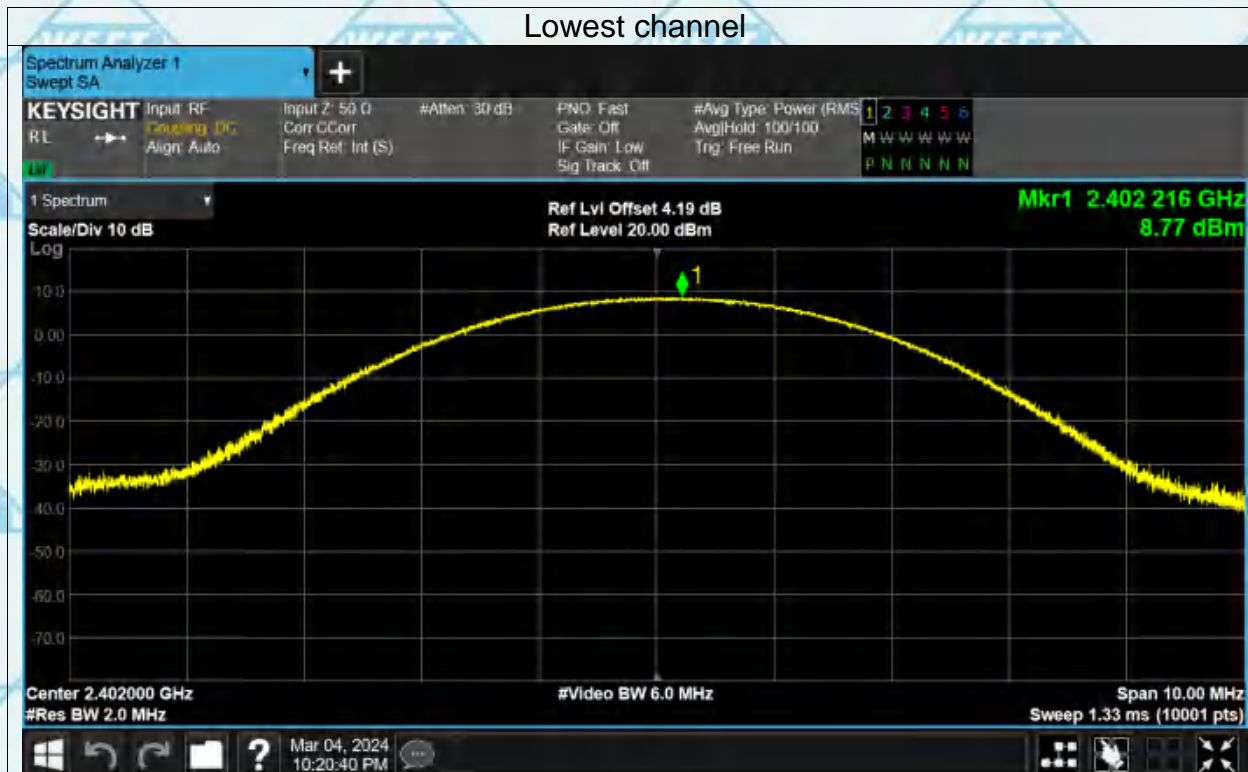 Lowest channel
Spectrum Analyzer 1
Swept SA
+
KEYSIGHT
RL
Input: RF
Coupling: DC
Align: Auto
Input Z: 50 Ω
Corr CCorr
Freq Ref: Int (S)
#Atten: 30 dB
PNO: Fast
Gate: Off
IF Gain: Low
Sig Track: Off
#Avg Type: Power (RMS
Avg|Hold: 100/100
Trig: Free Run
1 2 3 4 5 6
M W W W W W
P N N N N N
1 Spectrum
Scale/Div 10 dB
Log
Ref Lvl Offset 4.19 dB
Ref Level 20.00 dBm
Mkr1 2.402 216 GHz
8.77 dBm
1
10.0
0.00
-10.0
-20.0
-30.0
-40.0
-50.0
-60.0
-70.0
Center 2.402000 GHz
#Res BW 2.0 MHz
#Video BW 6.0 MHz
Span 10.00 MHz
Sweep 1.33 ms (10001 pts)
?
Mar 04, 2024
10:20:40 PM